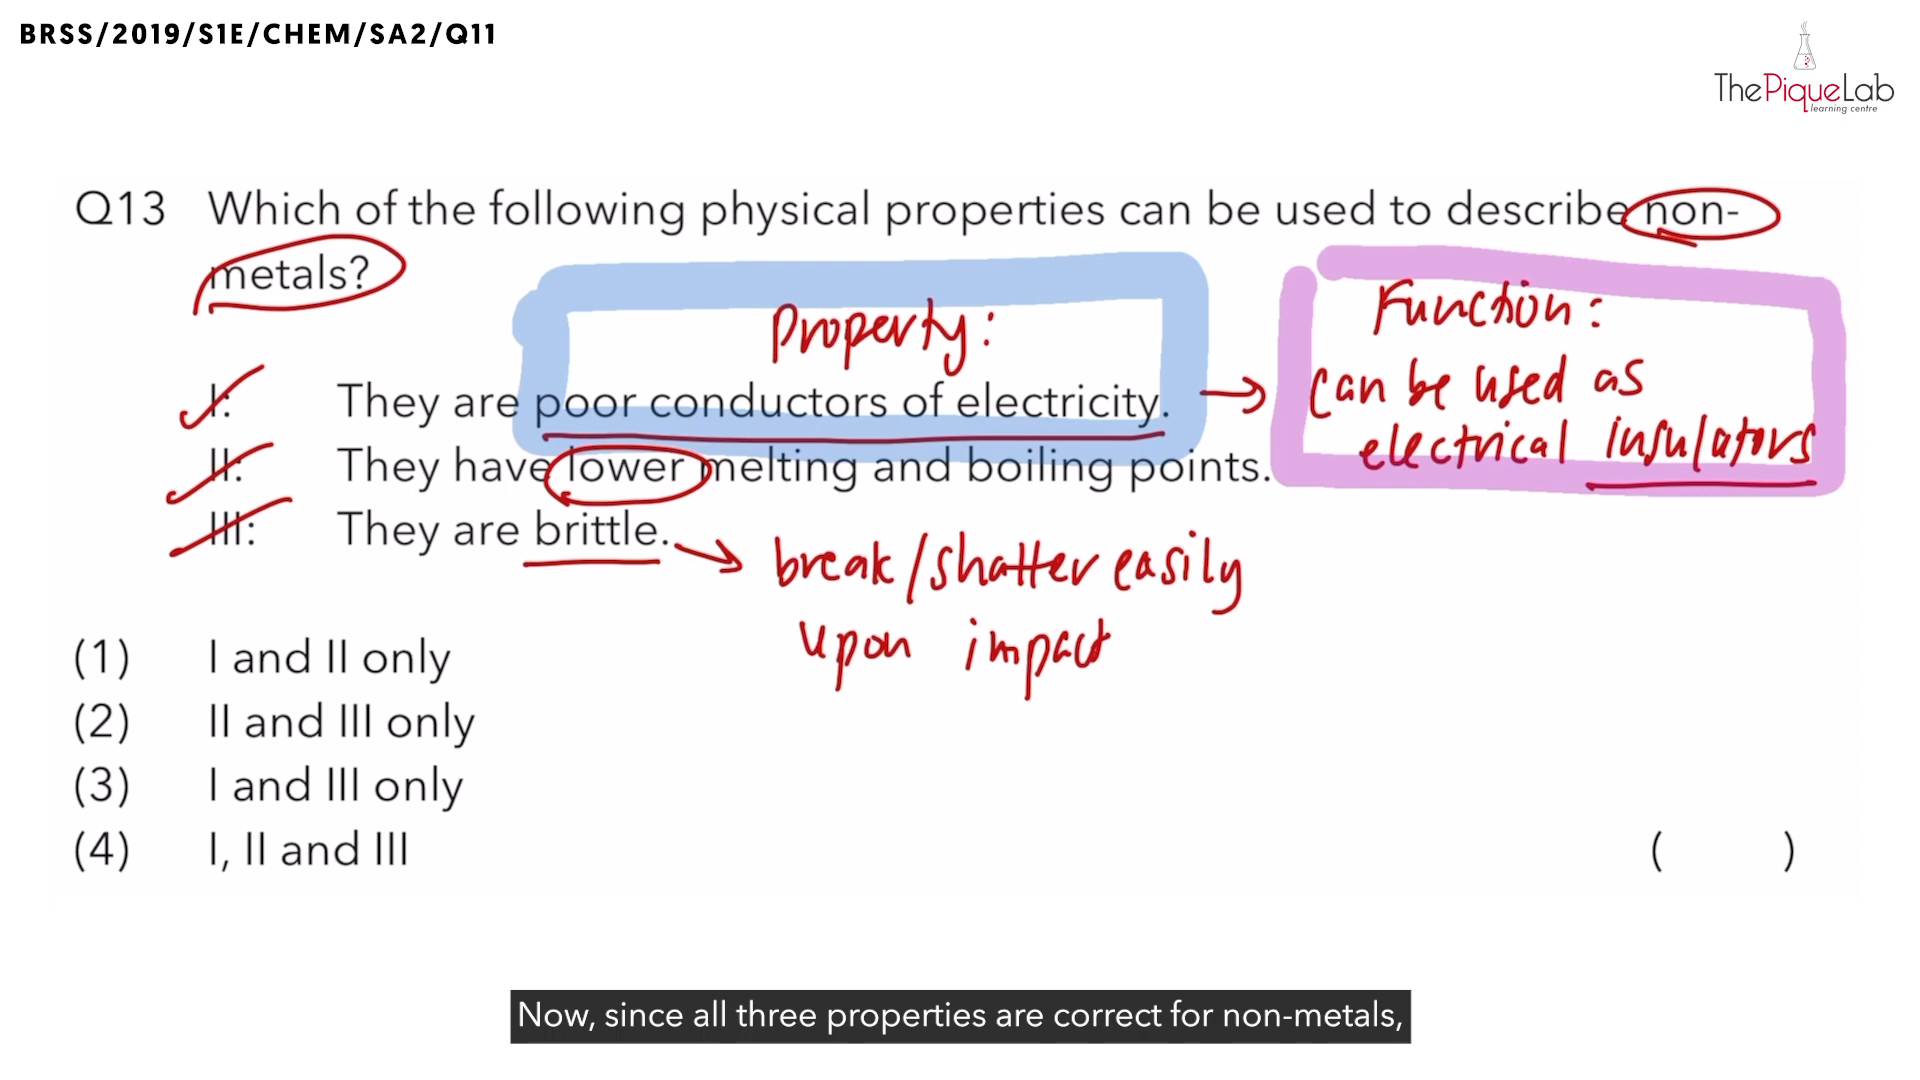 BRSS/2019/S1E/CHEM/SA2/Q11
ThePiqueLab
learning centre
Q13 Which of the following physical properties can be used to describe non-
metals?
Property:
Function:
I: They are poor conductors of electricity. → can be used as
electrical insulators
II: They have lower melting and boiling points.
III: They are brittle. → break/shatter easily
upon impact
(1) I and II only
(2) II and III only
(3) I and III only
(4) I, II and III ( )
Now, since all three properties are correct for non-metals,